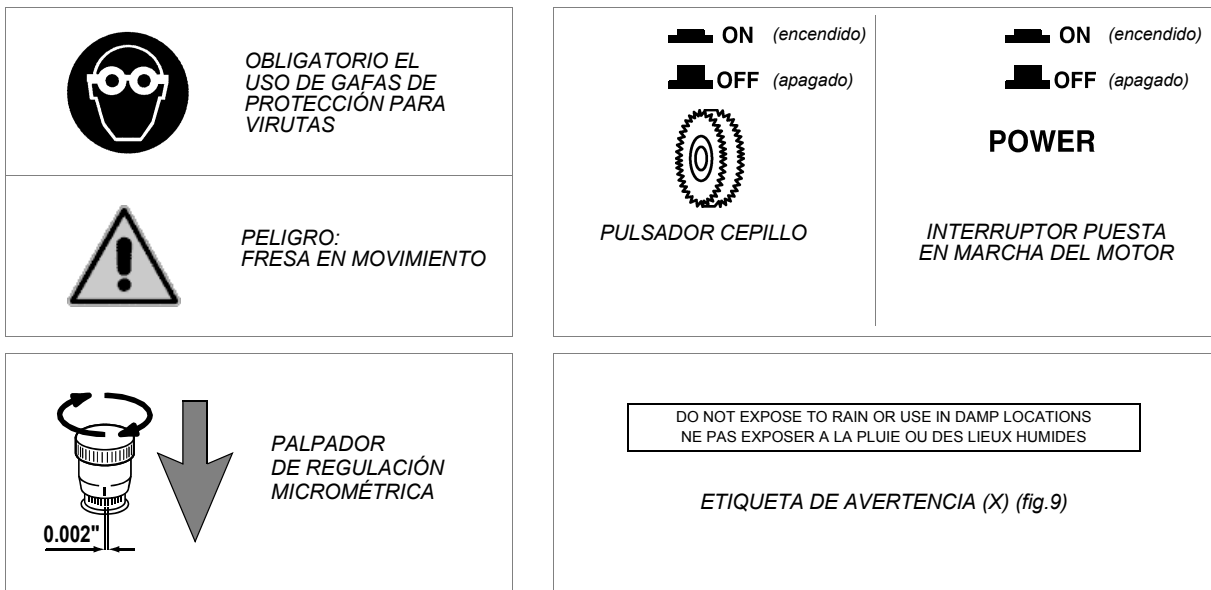 OBLIGATORIO EL
USO DE GAFAS DE
PROTECCIÓN PARA
VIRUTAS
PELIGRO:
FRESA EN MOVIMIENTO
ON (encendido)
OFF (apagado)
PULSADOR CEPILLO
ON (encendido)
OFF (apagado)
POWER
INTERRUPTOR PUESTA
EN MARCHA DEL MOTOR
0.002"
PALPADOR
DE REGULACIÓN
MICROMÉTRICA
DO NOT EXPOSE TO RAIN OR USE IN DAMP LOCATIONS
NE PAS EXPOSER A LA PLUIE OU DES LIEUX HUMIDES
ETIQUETA DE AVERTENCIA (X) (fig.9)